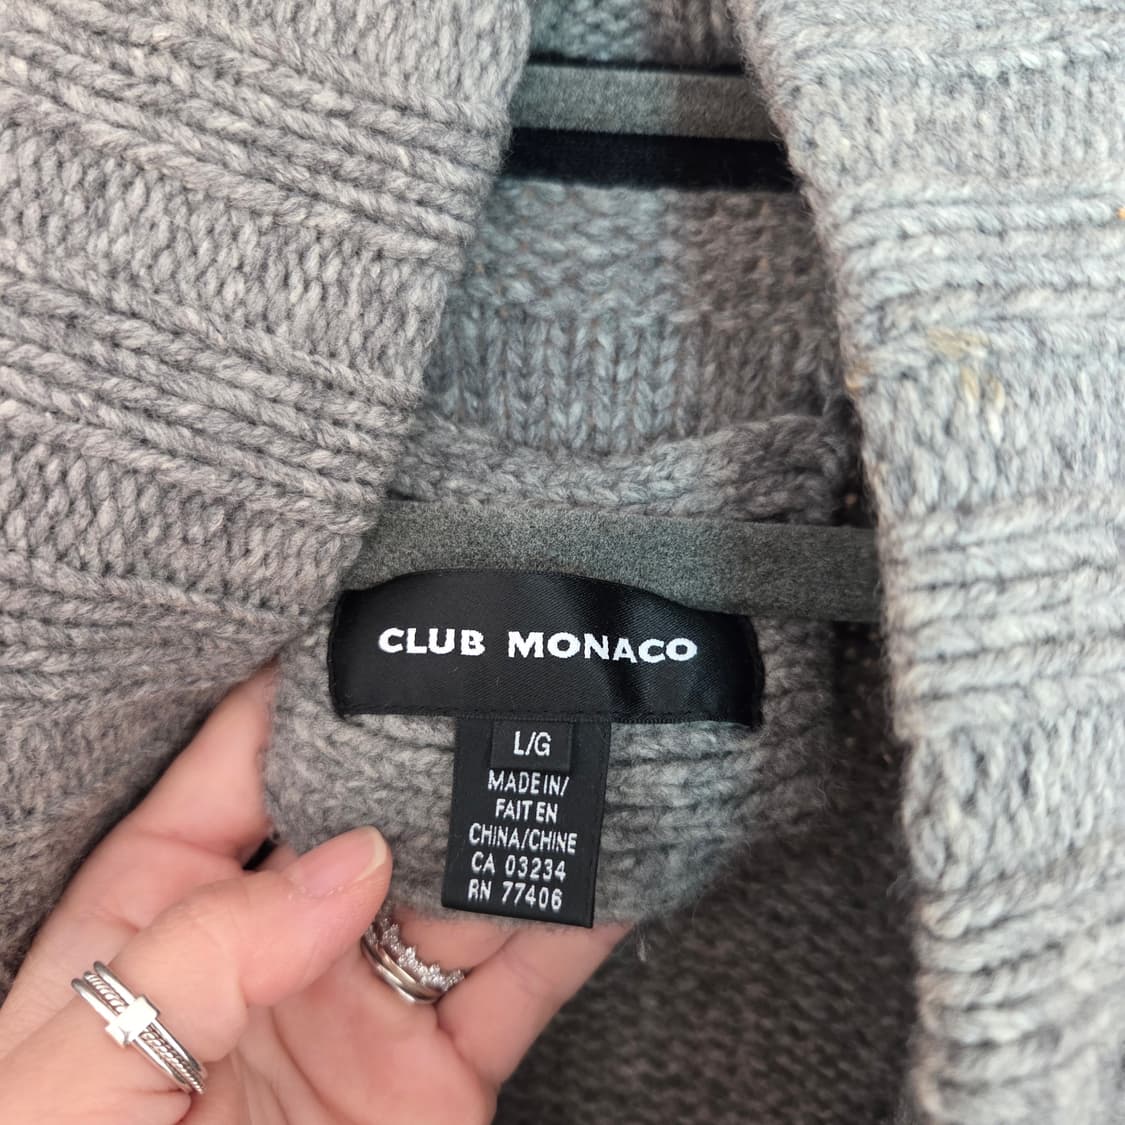 CLUB MONACO
L/G
MADE IN/
FAIT EN
CHINA/CHINE
CA 03234
RN 77406